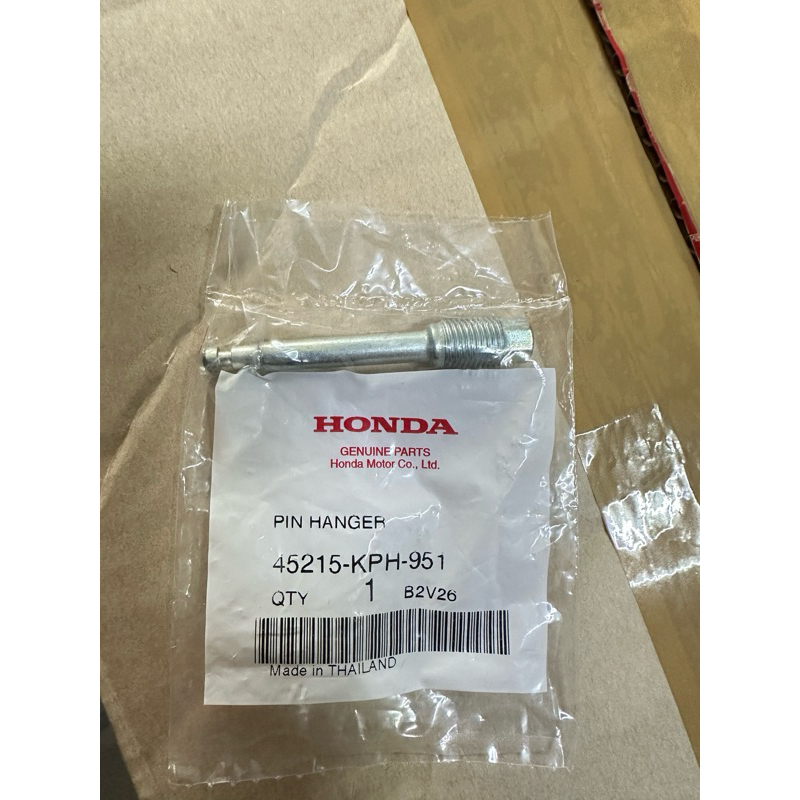 HONDA
GENUINE PARTS
Honda Motor Co., Ltd.
PIN HANGER
45215-KPH-951
QTY 1 B2V26
Made in THAILAND